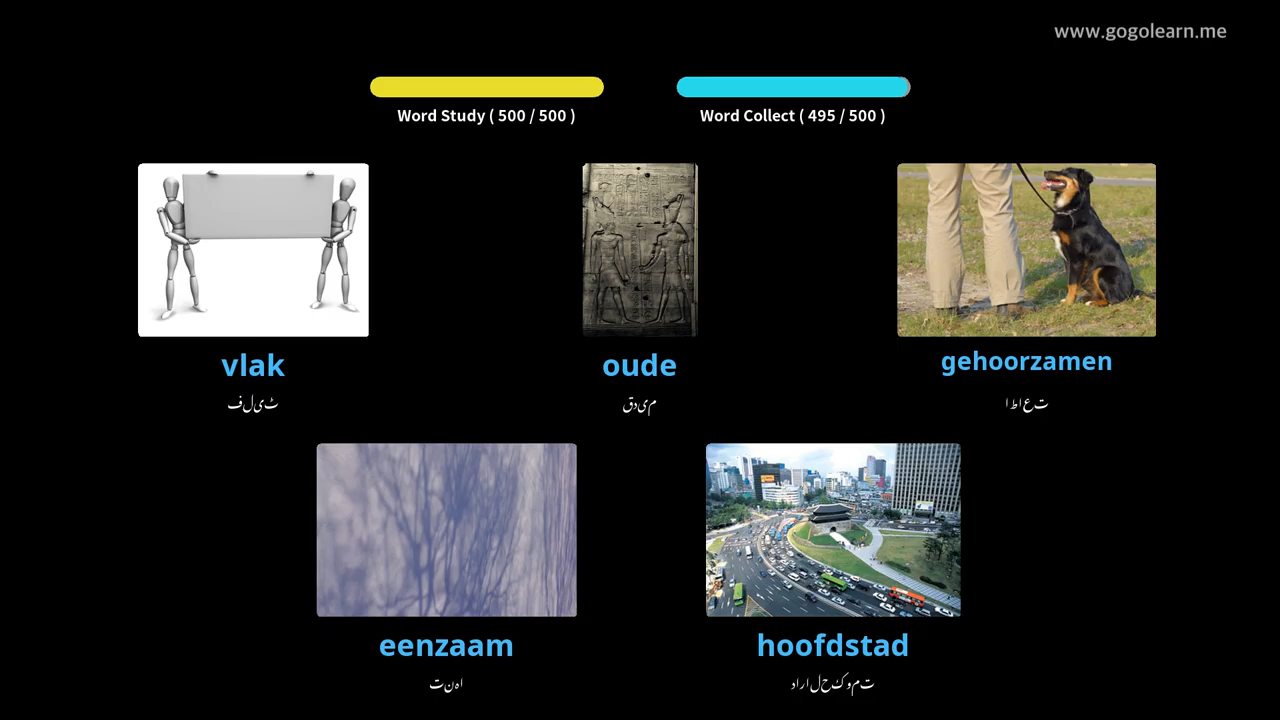 www.gogolearn.me
Word Study ( 500 / 500 )
Word Collect ( 495 / 500 )
vlak
oude
gehoorzamen
فلیٹ
قدیم
اطاعت
eenzaam
hoofdstad
تنہا
دارالحکومت